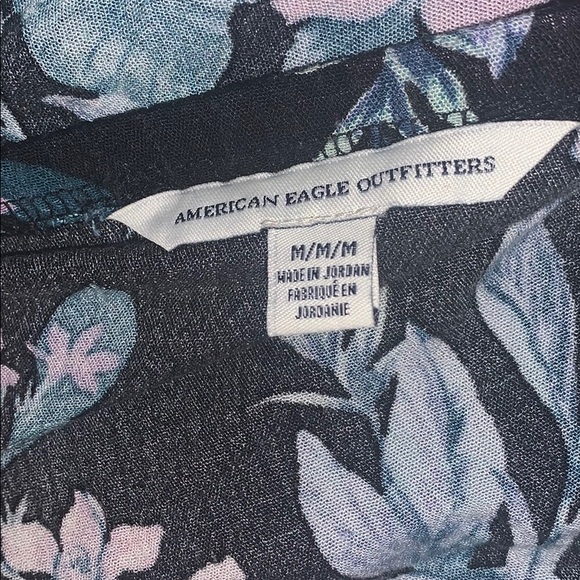 AMERICAN EAGLE OUTFITTERS
M/M/M
MADE IN JORDAN
FABRIQUÉ EN
JORDANIE